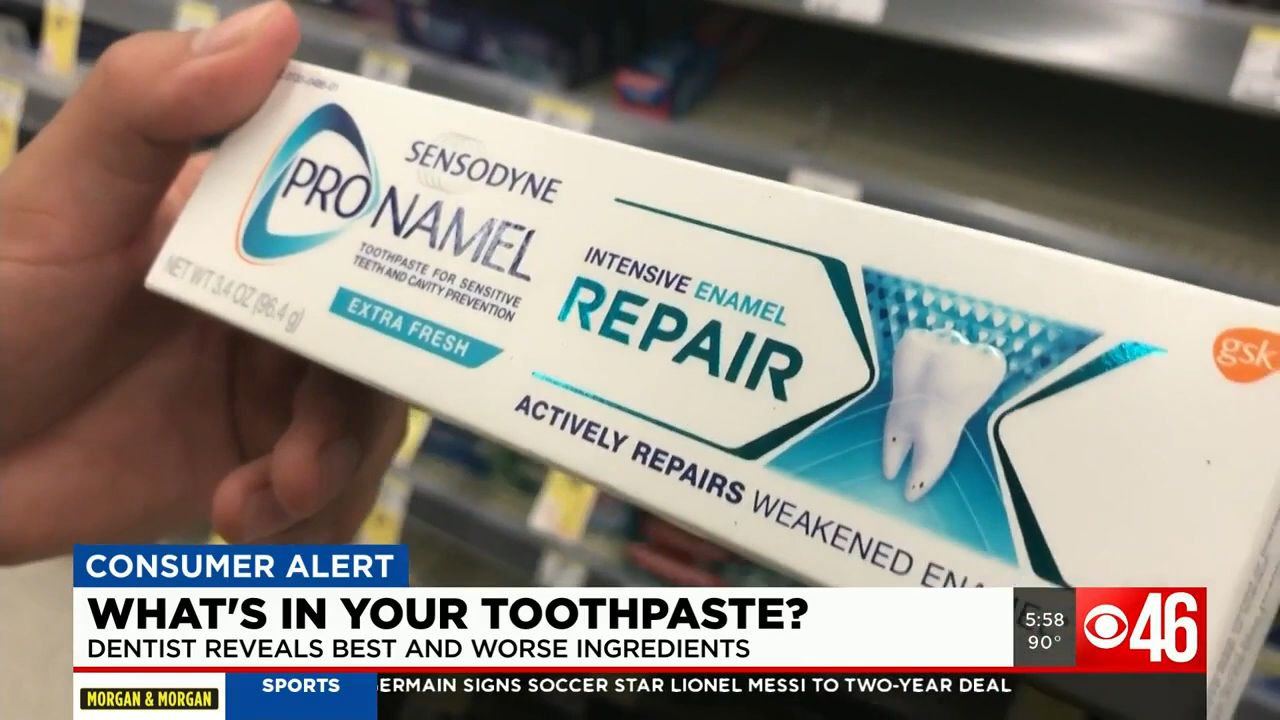 SENSODYNE
PRONAMEL
TOOTHPASTE FOR SENSITIVE
TEETH AND CAVITY PREVENTION
EXTRA FRESH
NET WT 3.4 OZ (96.4 g)
INTENSIVE ENAMEL
REPAIR
ACTIVELY REPAIRS WEAKENED
gsk
CONSUMER ALERT
WHAT'S IN YOUR TOOTHPASTE?
DENTIST REVEALS BEST AND WORSE INGREDIENTS
5:58
90°
46
MORGAN & MORGAN
SPORTS
ERMAIN SIGNS SOCCER STAR LIONEL MESSI TO TWO-YEAR DEAL